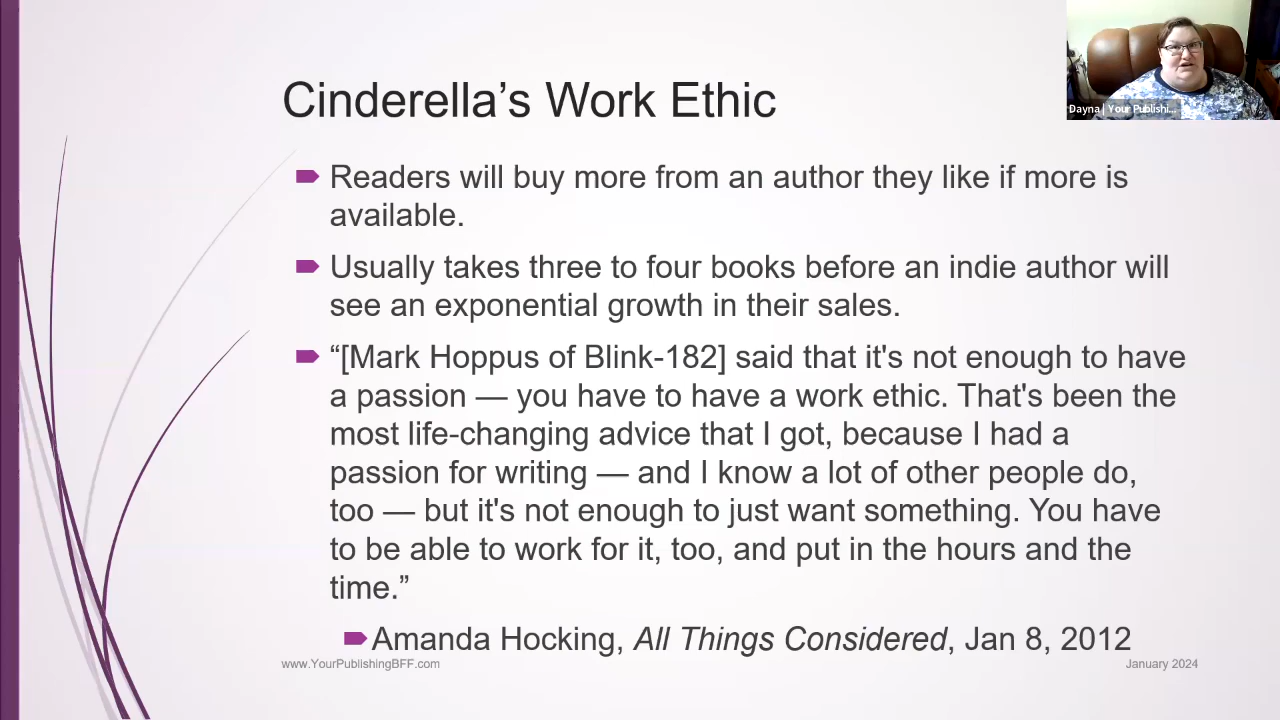 Cinderella’s Work Ethic
Dayna | Your Publishi...
Readers will buy more from an author they like if more is
available.
Usually takes three to four books before an indie author will
see an exponential growth in their sales.
“[Mark Hoppus of Blink-182] said that it's not enough to have
a passion — you have to have a work ethic. That's been the
most life-changing advice that I got, because I had a
passion for writing — and I know a lot of other people do,
too — but it's not enough to just want something. You have
to be able to work for it, too, and put in the hours and the
time.”
Amanda Hocking, All Things Considered, Jan 8, 2012
www.YourPublishingBFF.com
January 2024